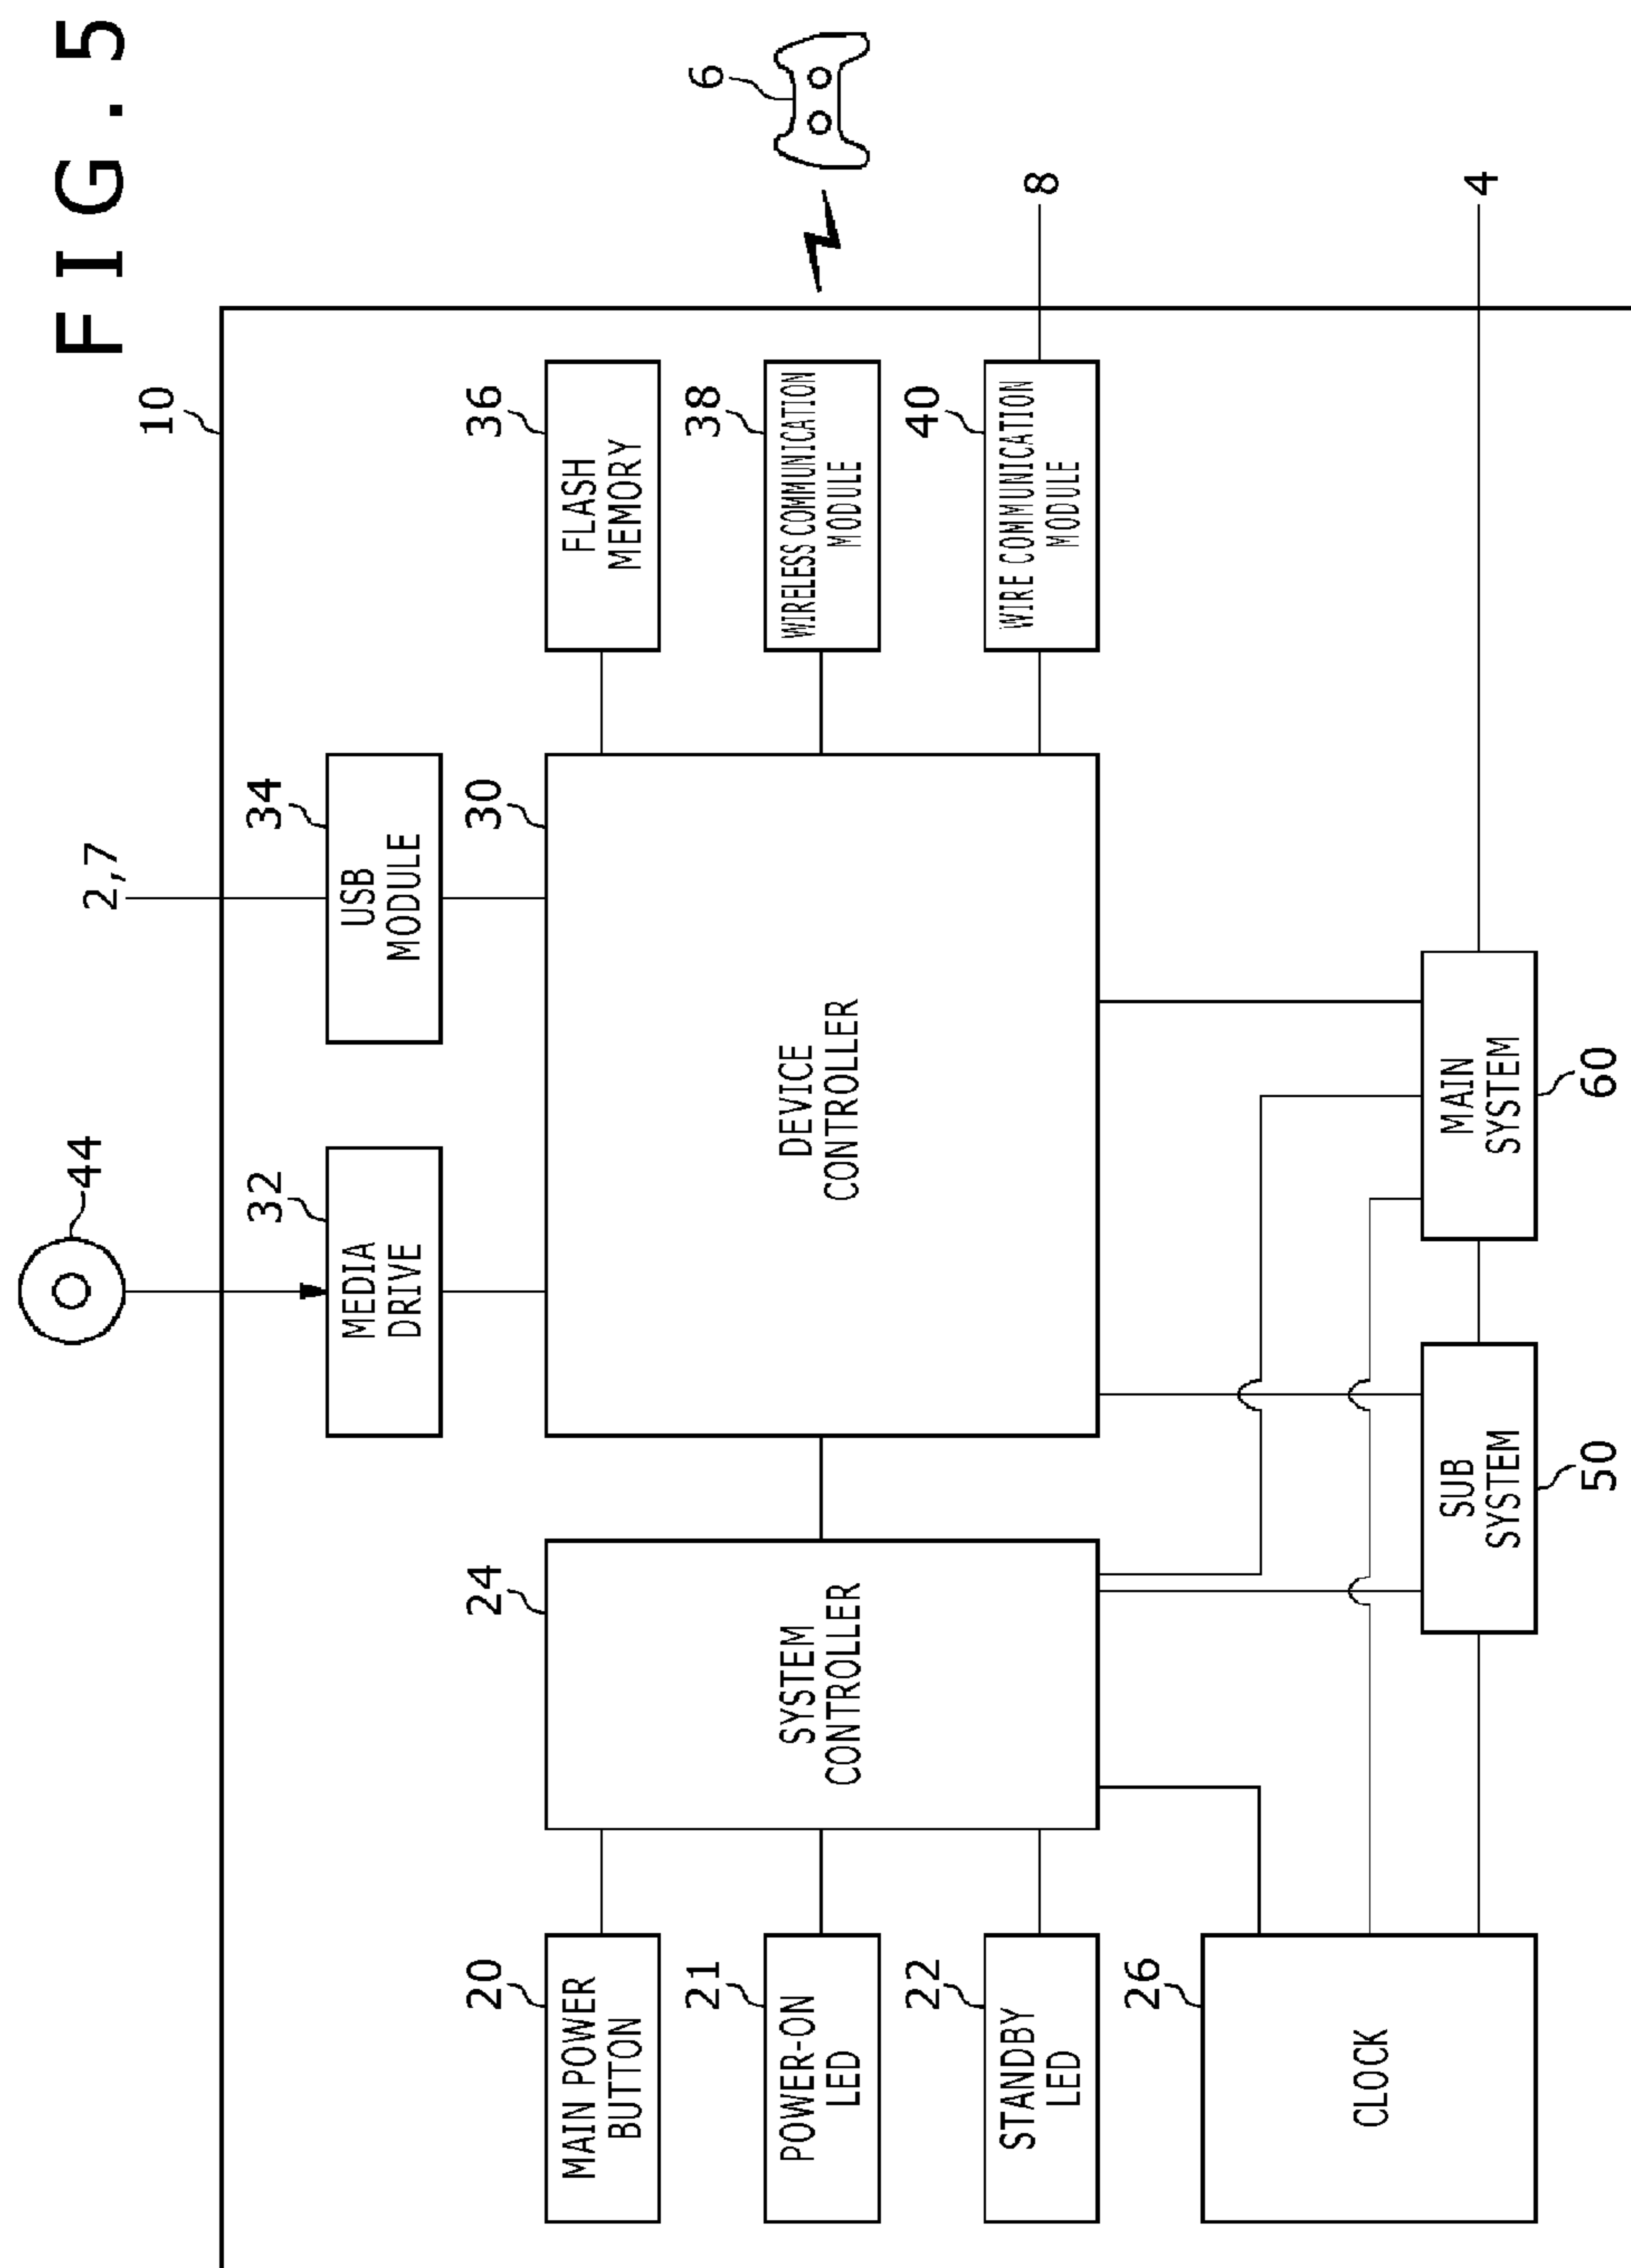 FIG. 5
10
44
2,7
32
34
MEDIA
DRIVE
USB
MODULE
20
24
30
36
MAIN POWER
BUTTON
FLASH
MEMORY
21
38
6
POWER-ON
LED
SYSTEM
CONTROLLER
DEVICE
CONTROLLER
WIRELESS COMMUNICATION
MODULE
22
40
STANDBY
LED
WIRE COMMUNICATION
MODULE
8
26
CLOCK
SUB
SYSTEM
MAIN
SYSTEM
4
50
60